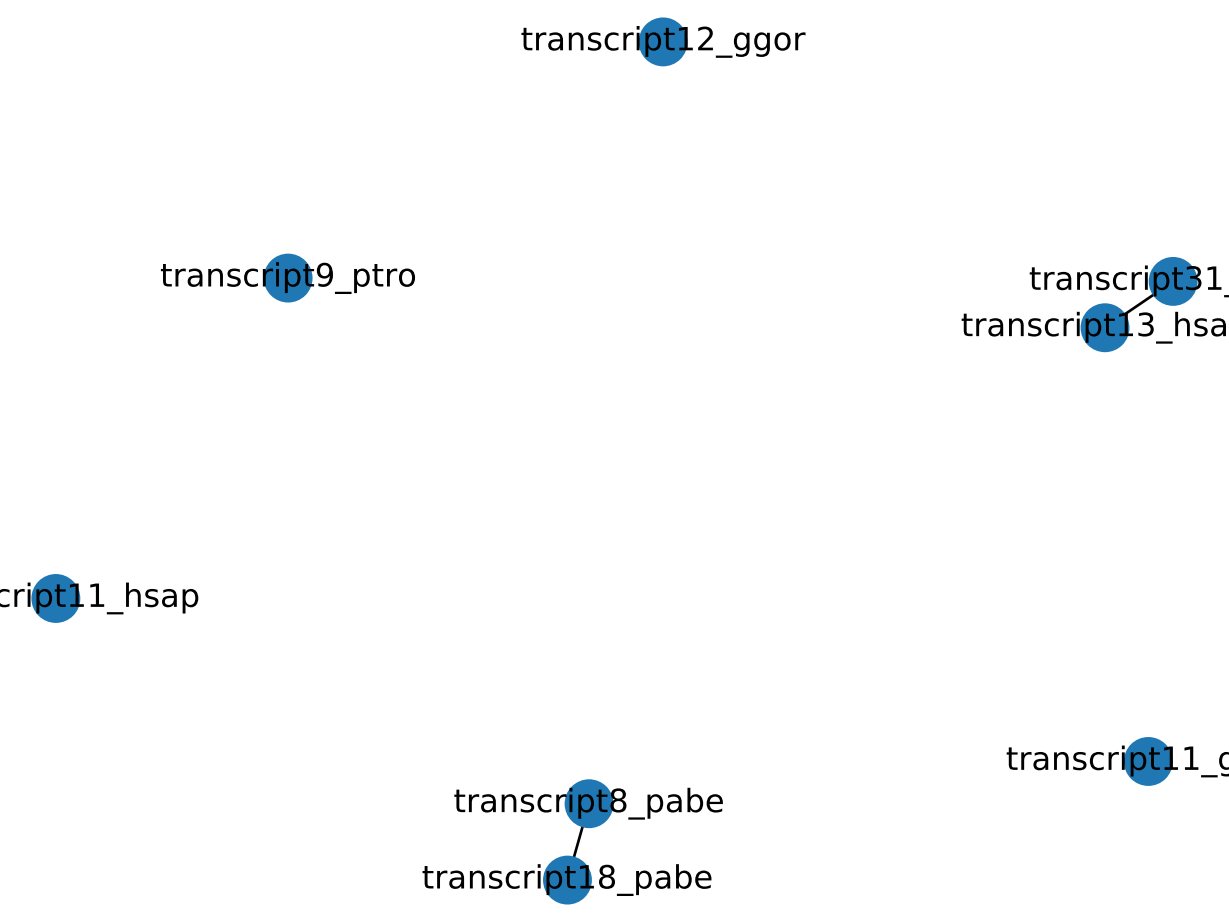 transcript12_ggor
transcript9_ptro
transcript31_
transcript13_hsa
cript11_hsap
transcript11_g
transcript8_pabe
transcript18_pabe